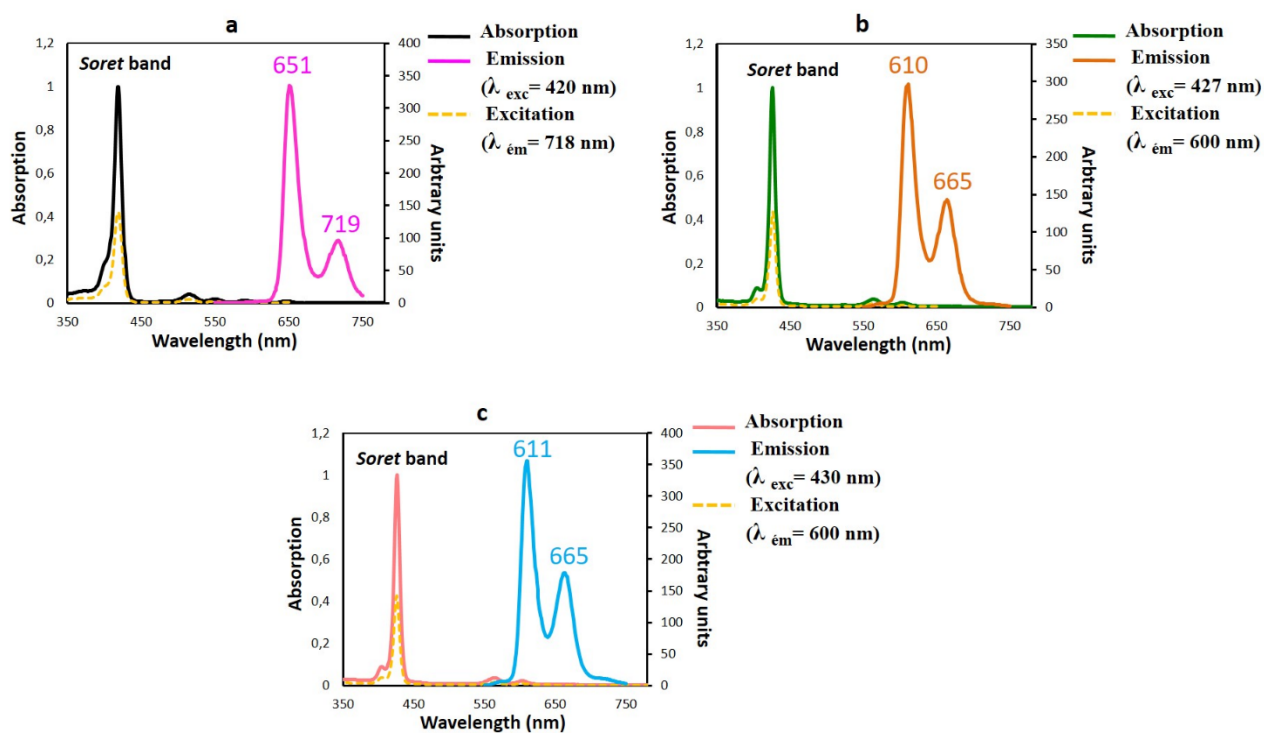 a
1,2
1
0,8
0,6
0,4
0,2
0
Absorption
Soret band
651
719
400
350
300
250
200
150
100
50
0
Arbtrary units
350 450 550 650 750
Wavelength (nm)
Absorption
Emission
(λ exc= 420 nm)
Excitation
(λ ém= 718 nm)
b
1,2
1
0,8
0,6
0,4
0,2
0
Absorption
Soret band
610
665
350
300
250
200
150
100
50
0
Arbtrary units
350 450 550 650 750
Wavelength (nm)
Absorption
Emission
(λ exc= 427 nm)
Excitation
(λ ém= 600 nm)
c
1,2
1
0,8
0,6
0,4
0,2
0
Absorption
Soret band
611
665
400
350
300
250
200
150
100
50
0
Arbtrary units
350 450 550 650 750
Wavelength (nm)
Absorption
Emission
(λ exc= 430 nm)
Excitation
(λ ém= 600 nm)